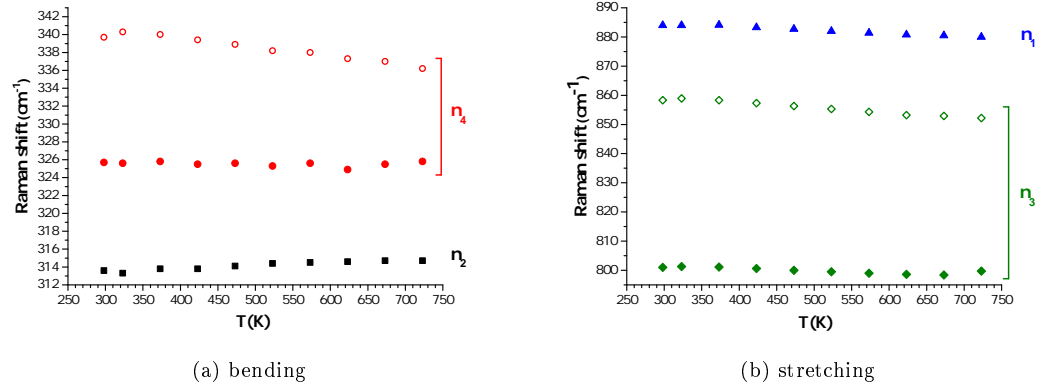 342
340
338
336
334
332
330
328
326
324
322
320
318
316
314
312
Raman shift (cm⁻¹)
250 300 350 400 450 500 550 600 650 700 750
T (K)
n₄
n₂
(a) bending
890
880
870
860
850
840
830
820
810
800
Raman shift (cm⁻¹)
250 300 350 400 450 500 550 600 650 700 750
T (K)
n₁
n₃
(b) stretching